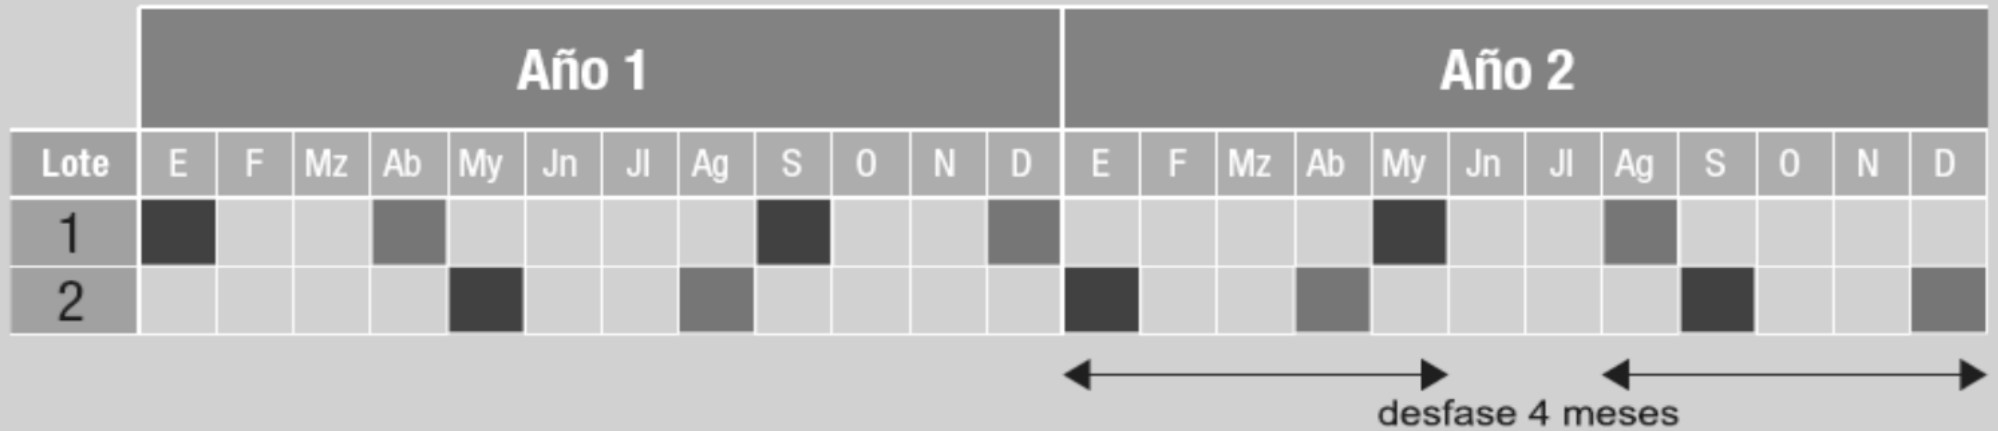 Año 1 Año 2
Lote E F Mz Ab My Jn Jl Ag S O N D E F Mz Ab My Jn Jl Ag S O N D
1
2
desfase 4 meses